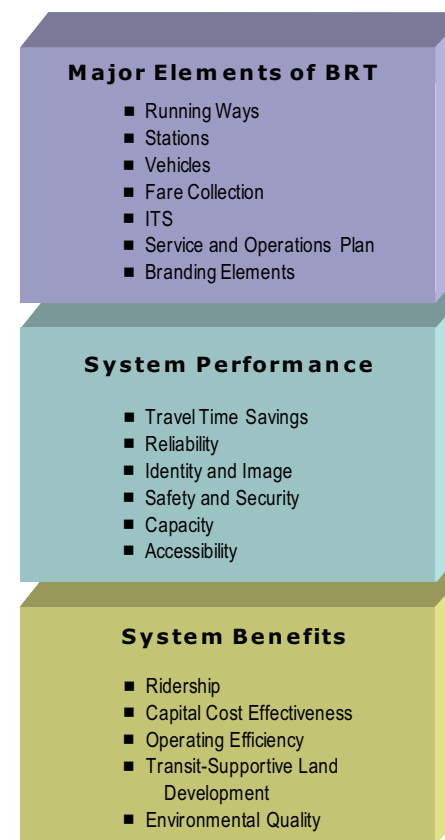 Major Elements of BRT
■ Running Ways
■ Stations
■ Vehicles
■ Fare Collection
■ ITS
■ Service and Operations Plan
■ Branding Elements
System Performance
■ Travel Time Savings
■ Reliability
■ Identity and Image
■ Safety and Security
■ Capacity
■ Accessibility
System Benefits
■ Ridership
■ Capital Cost Effectiveness
■ Operating Efficiency
■ Transit-Supportive Land
Development
■ Environmental Quality